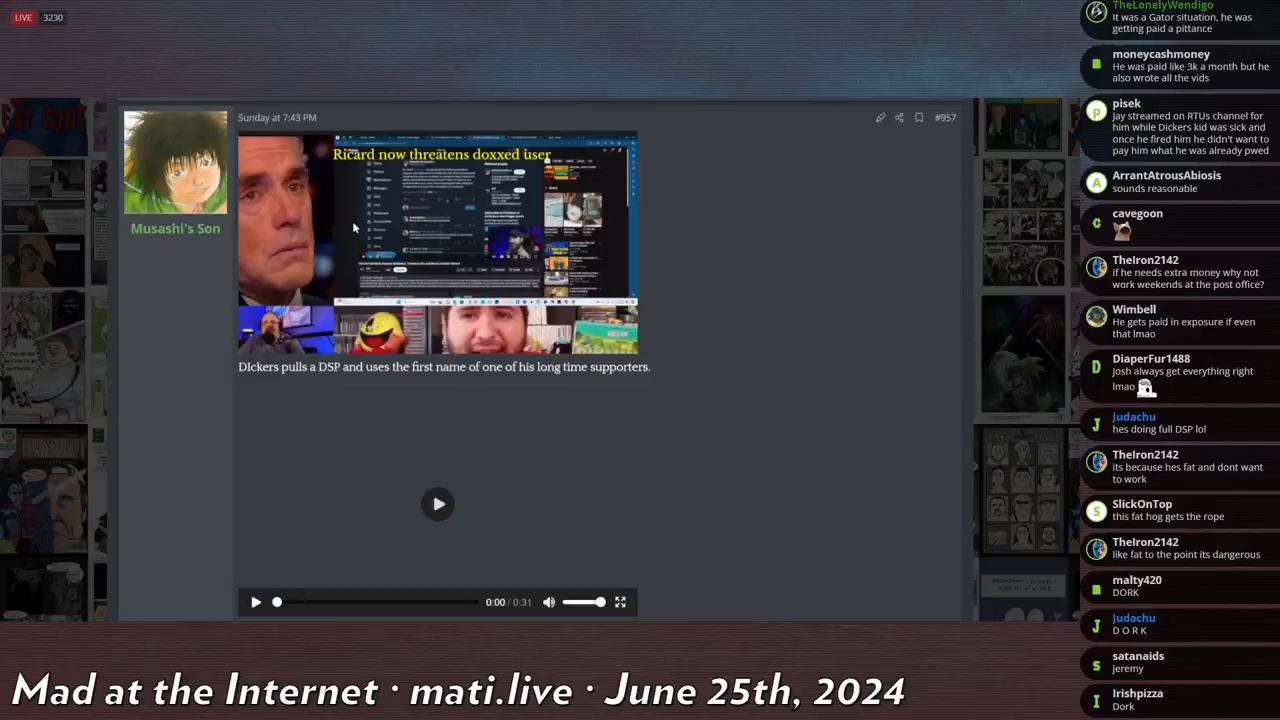 LIVE 3230
Sunday at 7:43 PM
#957
Musashi's Son
Ricard now threatens doxxed user
DIckers pulls a DSP and uses the first name of one of his long time supporters.
0:00 / 0:31
Mad at the Internet · mati.live · June 25th, 2024
TheLonelyWendigo
It was a Gator situation, he was
getting paid a pittance
moneycashmoney
He was paid like 3k a month but he
also wrote all the vids
pisek
Jay streamed on RTUs channel for
him while Dickers kid was sick and
once he fired him he didn't want to
pay him what he was already pwed
ArrantAtrousAbiosis
sounds reasonable
cavegoon
TheIron2142
if he needs extra money why not
work weekends at the post office?
Wimbell
He gets paid in exposure if even
that lmao
DiaperFur1488
Josh always get everything right
lmao
Judachu
hes doing full DSP lol
TheIron2142
its because hes fat and dont want
to work
SlickOnTop
this fat hog gets the rope
TheIron2142
like fat to the point its dangerous
malty420
DORK
Judachu
D O R K
satanaids
jeremy
Irishpizza
Dork